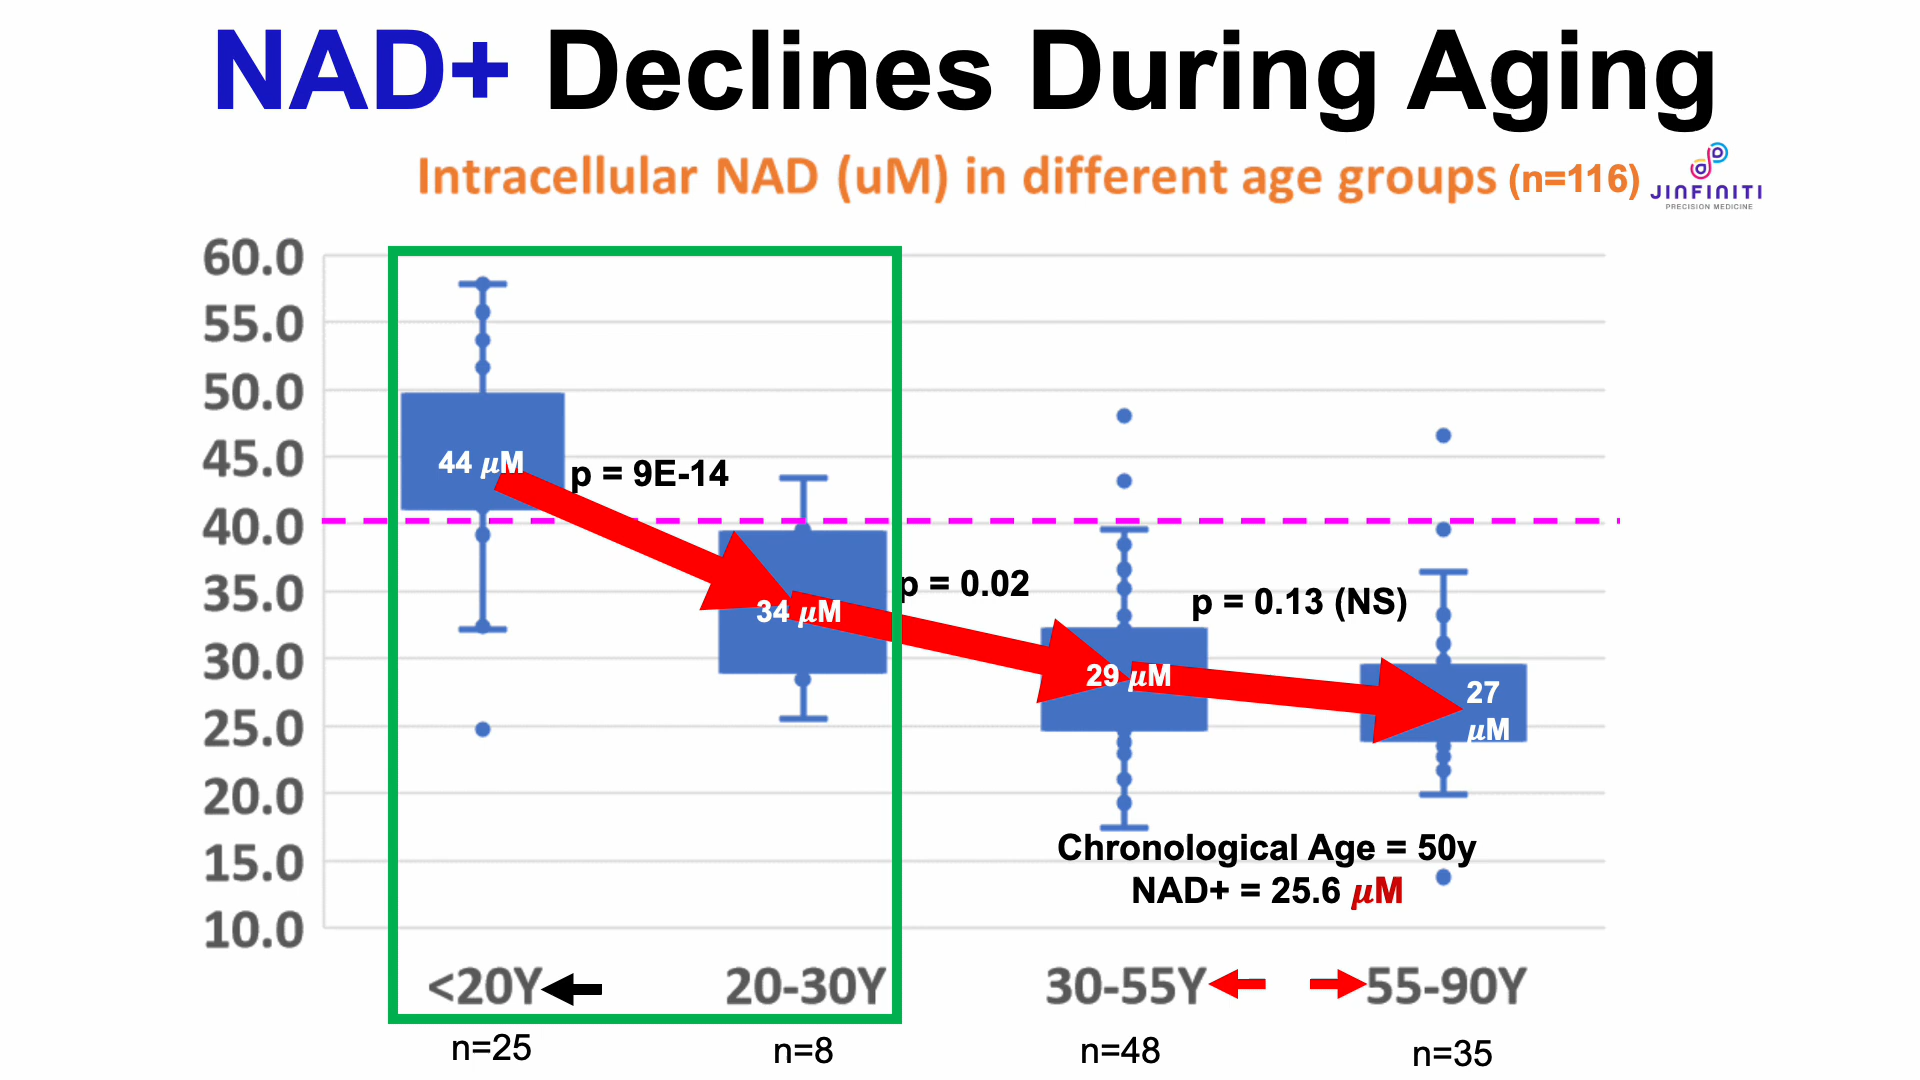 NAD+ Declines During Aging
Intracellular NAD (uM) in different age groups (n=116)
JINFINITI
PRECISION MEDICINE
60.0
55.0
50.0
45.0
40.0
35.0
30.0
25.0
20.0
15.0
10.0
44 μM
p = 9E-14
34 μM
p = 0.02
29 μM
p = 0.13 (NS)
27
μM
Chronological Age = 50y
NAD+ = 25.6 μM
<20Y
20-30Y
30-55Y
55-90Y
n=25
n=8
n=48
n=35